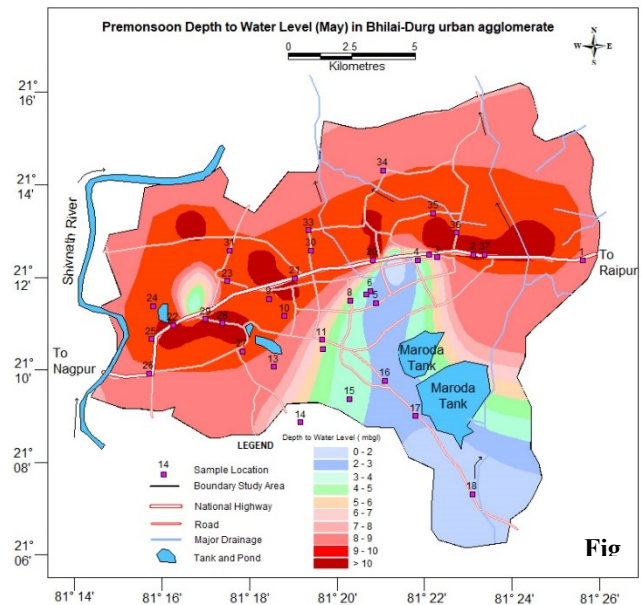 Premonsoon Depth to Water Level (May) in Bhilai-Durg urban agglomerate
N
W E
S
0 2.5 5
Kilometres
21°
16'
21°
14'
21°
12'
21°
10'
21°
08'
21°
06'
Shivnath River
34
35
36
33
31
30
To
Raipur
4
3
2
37
1
23
21
9
6
8
5
24
10
22
29
25
11
27
13
26
To
Nagpur
Maroda
Tank
Maroda
Tank
16
15
17
14
18
LEGEND
14
Sample Location
Boundary Study Area
National Highway
Road
Major Drainage
Tank and Pond
Depth to Water Level ( mbgl)
0 - 2
2 - 3
3 - 4
4 - 5
5 - 6
6 - 7
7 - 8
8 - 9
9 - 10
> 10
Fig
81° 14' 81° 16' 81° 20' 81° 20' 81° 22' 81° 24' 81° 26'